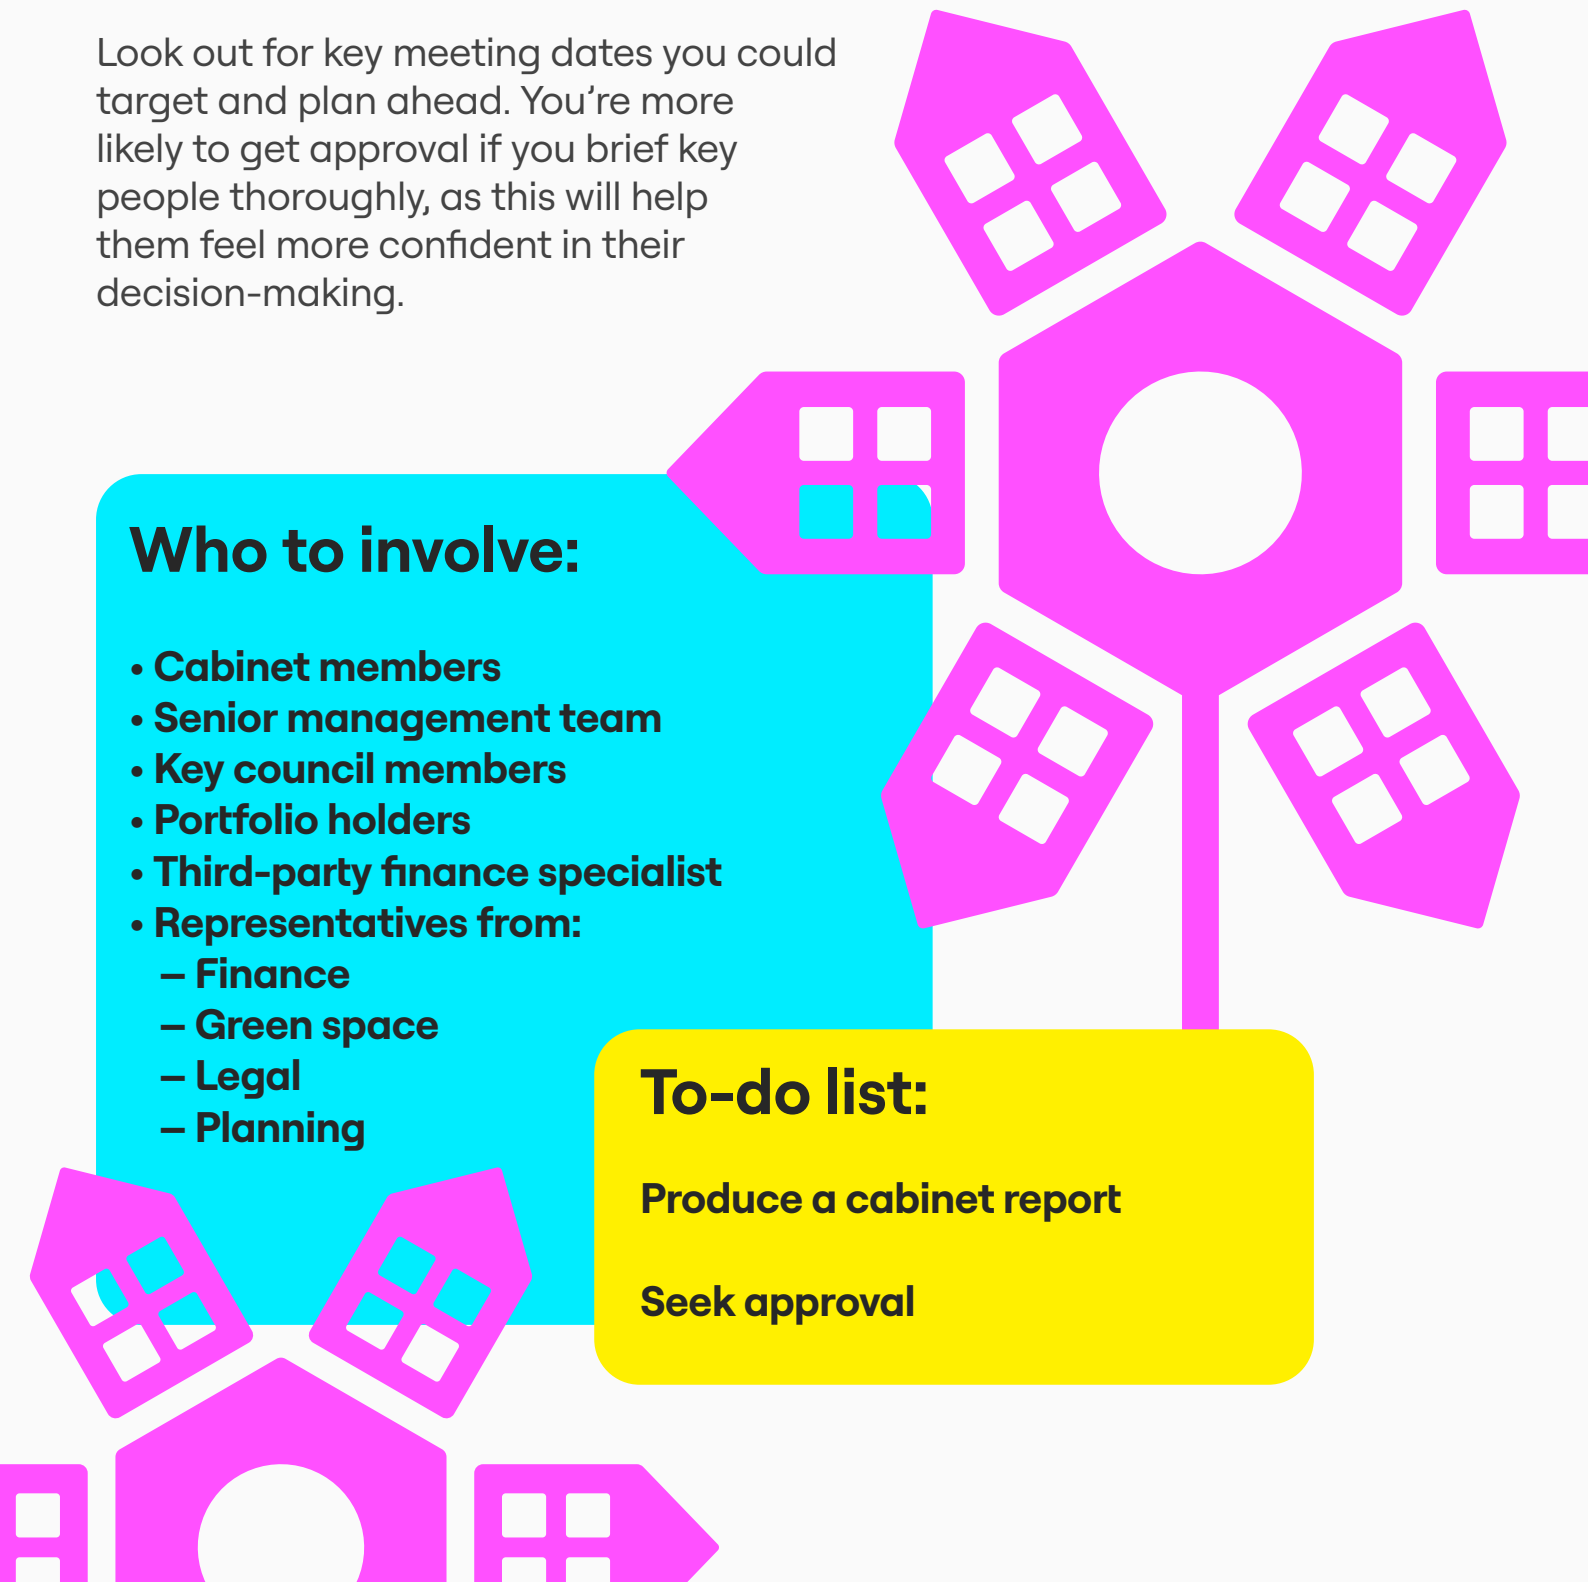 Look out for key meeting dates you could
target and plan ahead. You’re more
likely to get approval if you brief key
people thoroughly, as this will help
them feel more confident in their
decision-making.
Who to involve:
• Cabinet members
• Senior management team
• Key council members
• Portfolio holders
• Third-party finance specialist
• Representatives from:
– Finance
– Green space
– Legal
– Planning
To-do list:
Produce a cabinet report
Seek approval